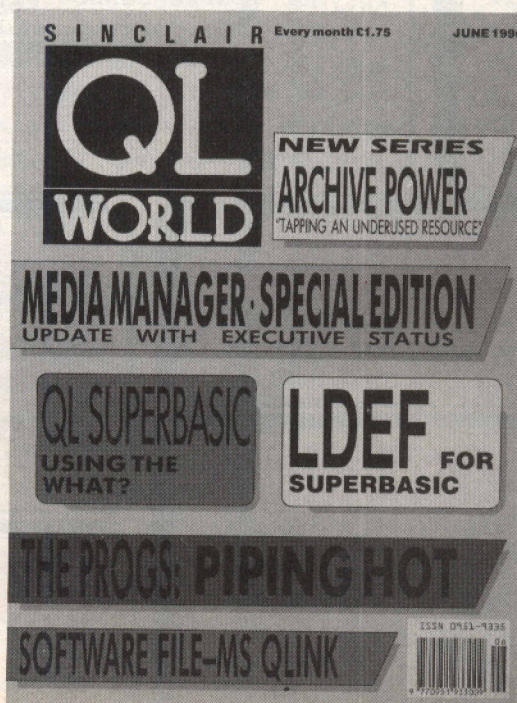 SINCLAIR
QL
WORLD
Every month £1.75
JUNE 1990
NEW SERIES
ARCHIVE POWER
"TAPPING AN UNDERUSED RESOURCE"
MEDIA MANAGER · SPECIAL EDITION
UPDATE WITH EXECUTIVE STATUS
QL SUPERBASIC
USING THE
WHAT?
LDEF FOR
SUPERBASIC
THE PROGS: PIPING HOT
SOFTWARE FILE–MS QLINK
ISSN 0951-9335
06